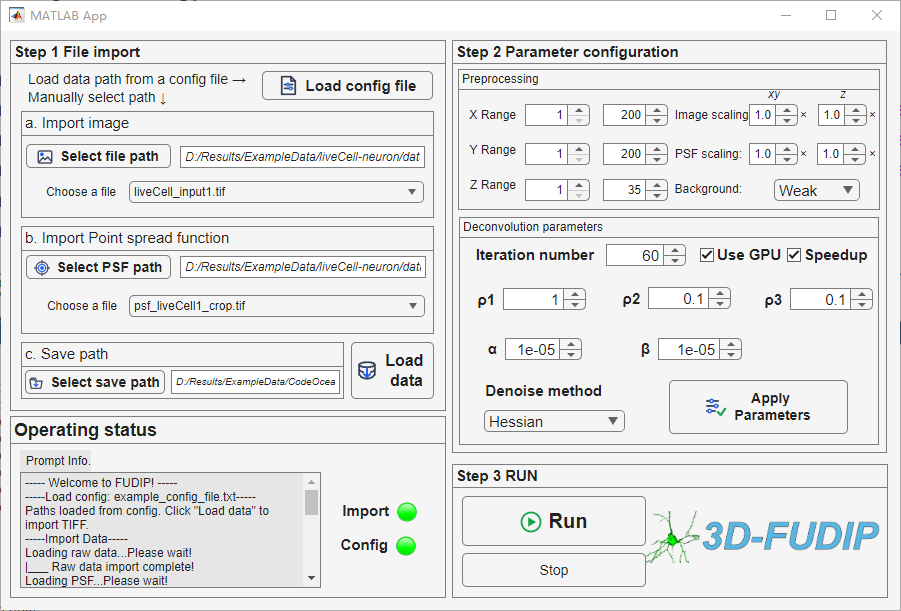 MATLAB App
Step 1 File import
Load data path from a config file →
Manually select path ↓
Load config file
a. Import image
Select file path
D:/Results/ExampleData/liveCell-neuron/dat
Choose a file
liveCell_input1.tif
b. Import Point spread function
Select PSF path
D:/Results/ExampleData/liveCell-neuron/dat
Choose a file
psf_liveCell1_crop.tif
c. Save path
Select save path
D:/Results/ExampleData/CodeOcea
Load
data
Operating status
Prompt Info.
----- Welcome to FUDIP! -----
-----Load config: example_config_file.txt-----
Paths loaded from config. Click "Load data" to
import TIFF.
-----Import Data-----
Loading raw data...Please wait!
|___ Raw data import complete!
Loading PSF...Please wait!
Import
Config
Step 2 Parameter configuration
Preprocessing
xy z
X Range 1 200 Image scaling 1.0 × 1.0 ×
Y Range 1 200 PSF scaling: 1.0 × 1.0 ×
Z Range 1 35 Background: Weak
Deconvolution parameters
Iteration number 60 Use GPU Speedup
ρ1 1 ρ2 0.1 ρ3 0.1
α 1e-05 β 1e-05
Denoise method
Hessian
Apply
Parameters
Step 3 RUN
Run
Stop
3D-FUDIP